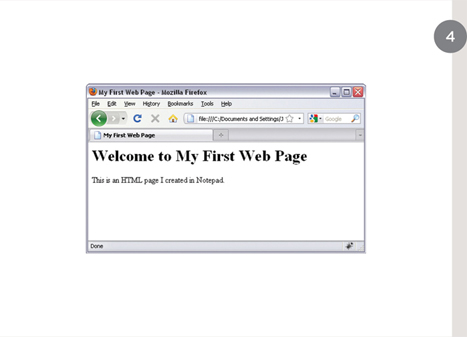 4
My First Web Page - Mozilla Firefox
File Edit View History Bookmarks Tools Help
file:///C:/Documents and Settings/J
Google
My First Web Page
Welcome to My First Web Page
This is an HTML page I created in Notepad.
Done